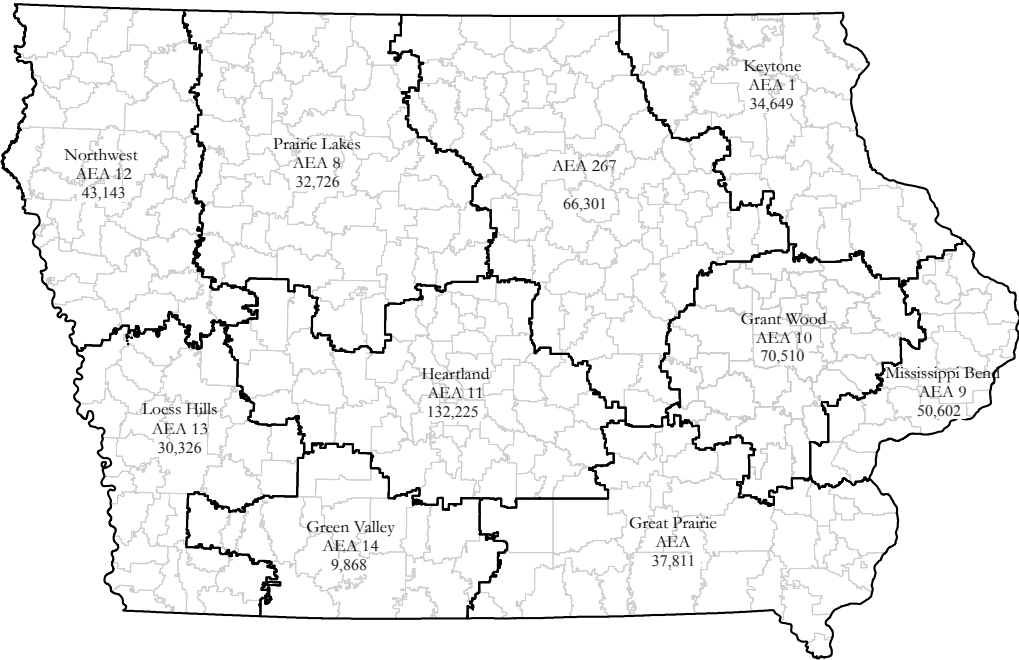 Keytone
AEA 1
34,649
Prairie Lakes
AEA 8
32,726
Northwest
AEA 12
43,143
AEA 267
66,301
Grant Wood
AEA 10
70,510
Heartland
AEA 11
132,225
Mississippi Bend
AEA 9
50,602
Loess Hills
AEA 13
30,326
Green Valley
AEA 14
9,868
Great Prairie
AEA
37,811